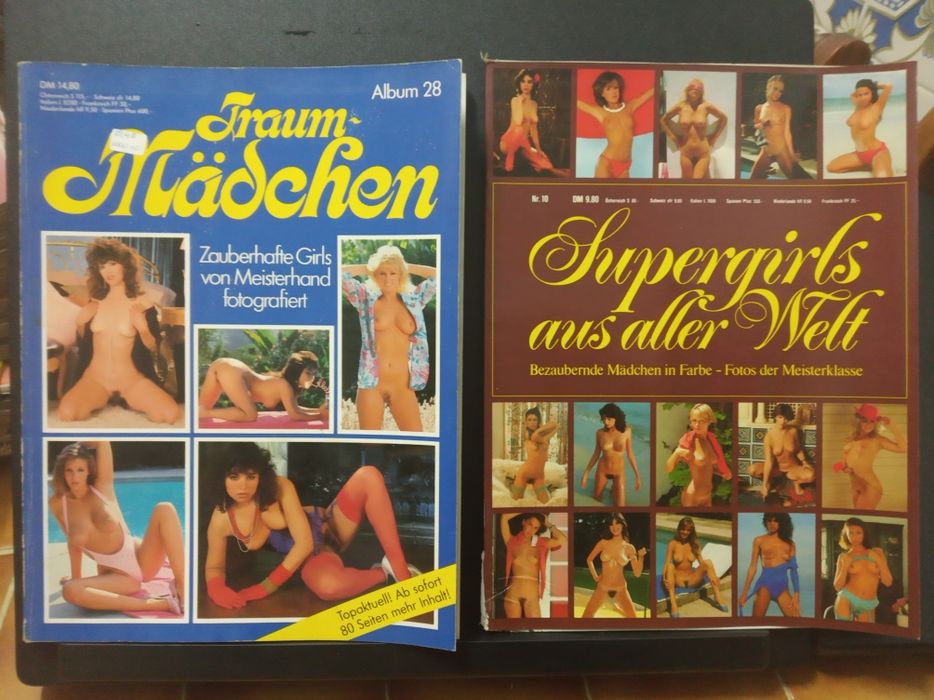 DM 14,80
Album 28
Traum-
Mädchen
Zauberhafte Girls
von Meisterhand
fotografiert
Topaktuell! Ab sofort
80 Seiten mehr Inhalt!
Nr. 10 DM 9,80
Supergirls
aus aller Welt
Bezaubernde Mädchen in Farbe – Fotos der Meisterklasse